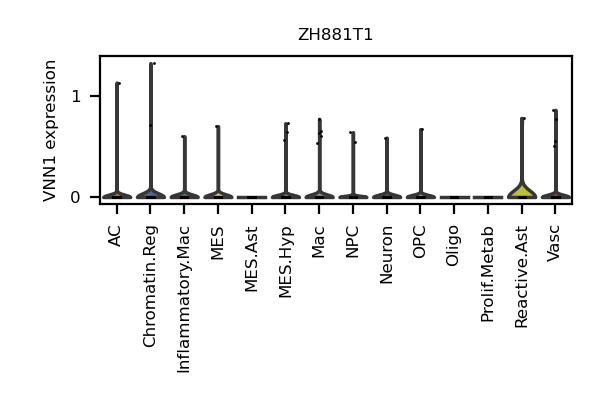 ZH881T1
VNN1 expression
1
0
AC
Chromatin.Reg
Inflammatory.Mac
MES
MES.Ast
MES.Hyp
Mac
NPC
Neuron
OPC
Oligo
Prolif.Metab
Reactive.Ast
Vasc